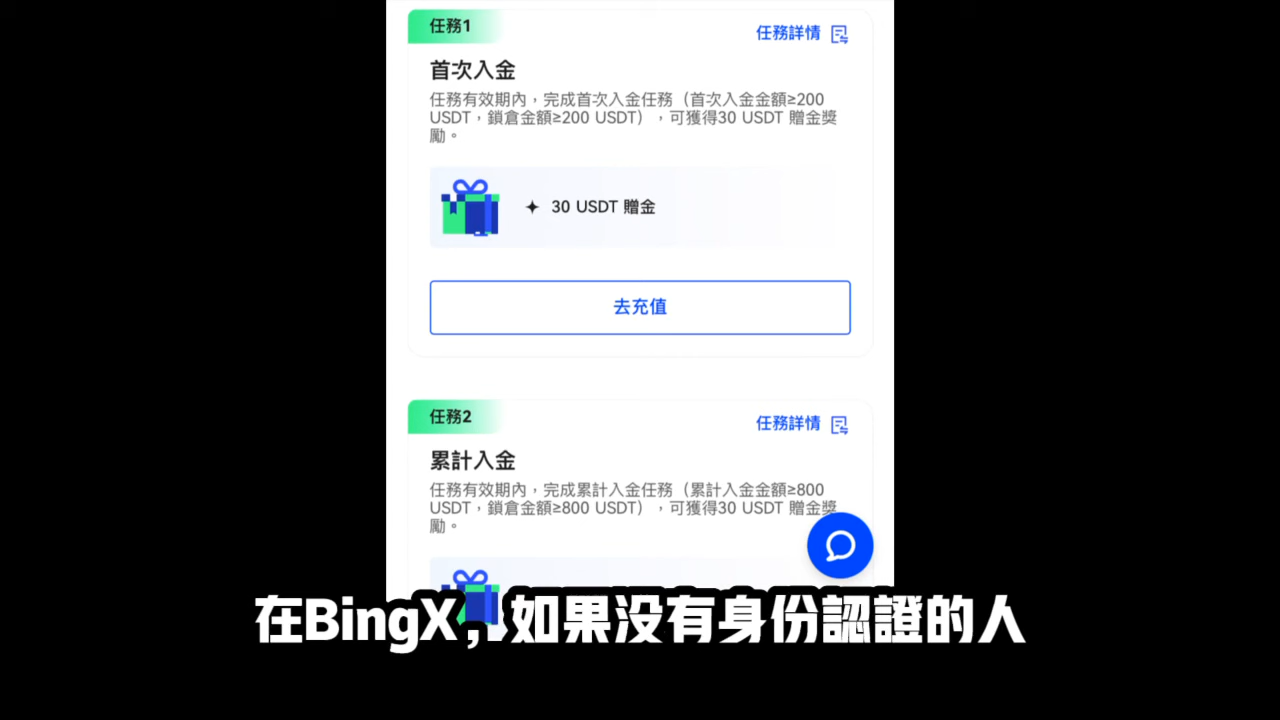 任務1
任務詳情
首次入金
任務有效期內，完成首次入金任務（首次入金金額≥200
USDT，鎖倉金額≥200 USDT），可獲得30 USDT 贈金獎
勵。
30 USDT 贈金
去充值
任務2
任務詳情
累計入金
任務有效期內，完成累計入金任務（累計入金金額≥800
USDT，鎖倉金額≥800 USDT），可獲得30 USDT 贈金獎
勵。
在BingX，如果没有身份認證的人